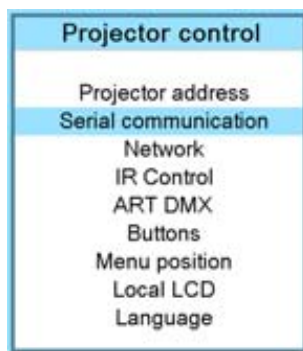 Projector control
Projector address
Serial communication
Network
IR Control
ART DMX
Buttons
Menu position
Local LCD
Language